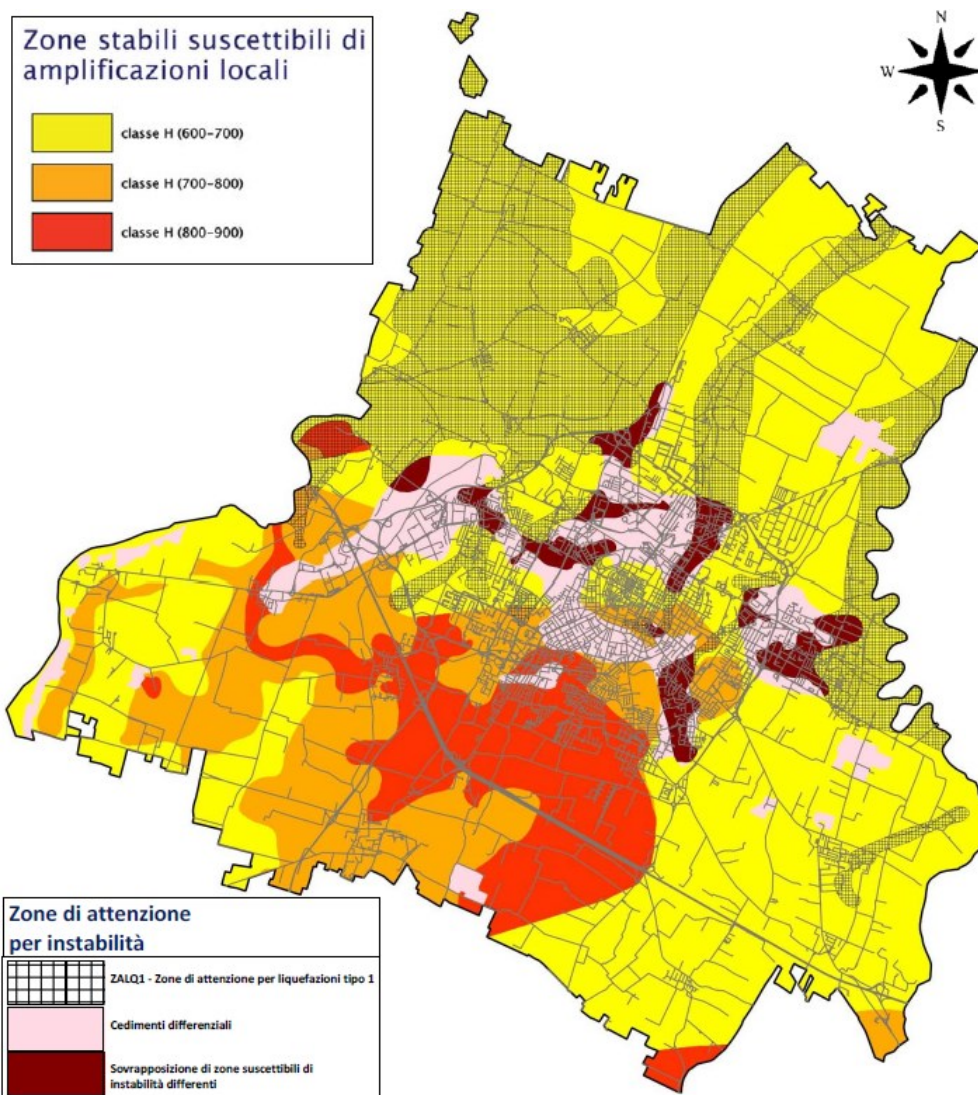 Zone stabili suscettibili di
amplificazioni locali
classe H (600-700)
classe H (700-800)
classe H (800-900)
N
W
E
S
Zone di attenzione
per instabilità
ZALQ1 - Zone di attenzione per liquefazioni tipo 1
Cedimenti differenziali
Sovrapposizione di zone suscettibili di
instabilità differenti